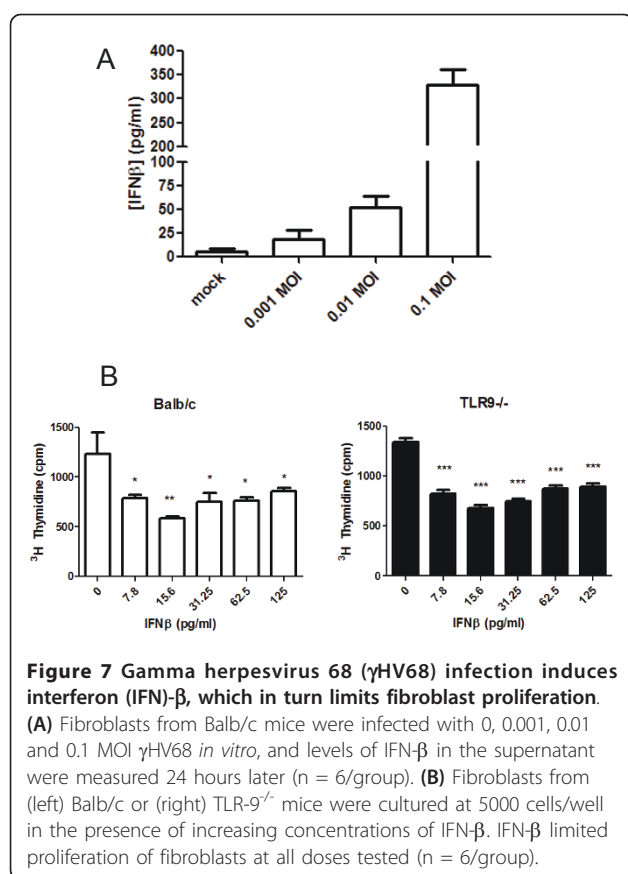 A
[IFNβ] (pg/ml)
400
350
300
250
200
100
75
50
25
0
mock
0.001 MOI
0.01 MOI
0.1 MOI
B
Balb/c
³H Thymidine (cpm)
1500
1000
500
0
*
**
*
*
*
0
7.8
15.6
31.25
62.5
125
IFNβ (pg/ml)
TLR9-/-
³H Thymidine (cpm)
1500
1000
500
0
***
***
***
***
***
0
7.8
15.6
31.25
62.5
125
IFNβ (pg/ml)
Figure 7 Gamma herpesvirus 68 (γHV68) infection induces
interferon (IFN)-β, which in turn limits fibroblast proliferation.
(A) Fibroblasts from Balb/c mice were infected with 0, 0.001, 0.01
and 0.1 MOI γHV68 in vitro, and levels of IFN-β in the supernatant
were measured 24 hours later (n = 6/group). (B) Fibroblasts from
(left) Balb/c or (right) TLR-9⁻/⁻ mice were cultured at 5000 cells/well
in the presence of increasing concentrations of IFN-β. IFN-β limited
proliferation of fibroblasts at all doses tested (n = 6/group).